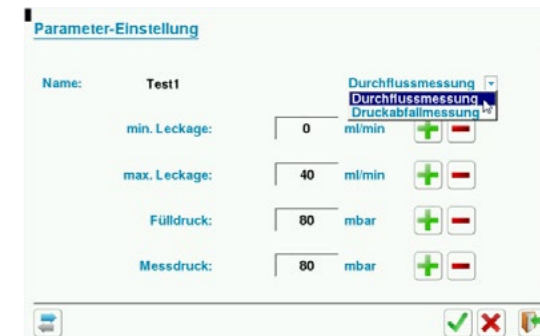 Parameter-Einstellung
Name: Test1 Durchflussmessung
Durchflussmessung
Druckabfallmessung
min. Leckage: 0 ml/min
max. Leckage: 40 ml/min
Fülldruck: 80 mbar
Messdruck: 80 mbar